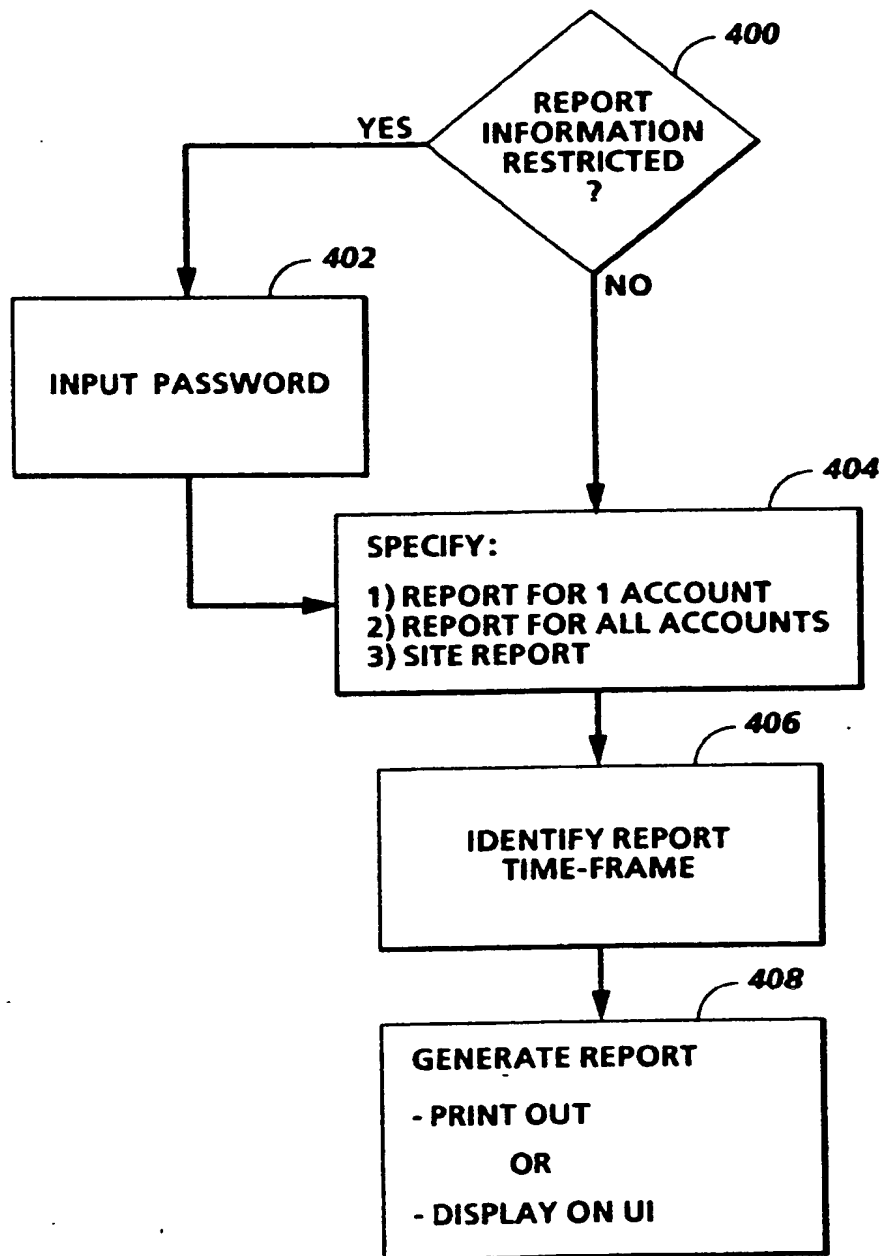 400
REPORT
INFORMATION
RESTRICTED
?
YES
NO
402
INPUT PASSWORD
404
SPECIFY:
1) REPORT FOR 1 ACCOUNT
2) REPORT FOR ALL ACCOUNTS
3) SITE REPORT
406
IDENTIFY REPORT
TIME-FRAME
408
GENERATE REPORT
- PRINT OUT
OR
- DISPLAY ON UI